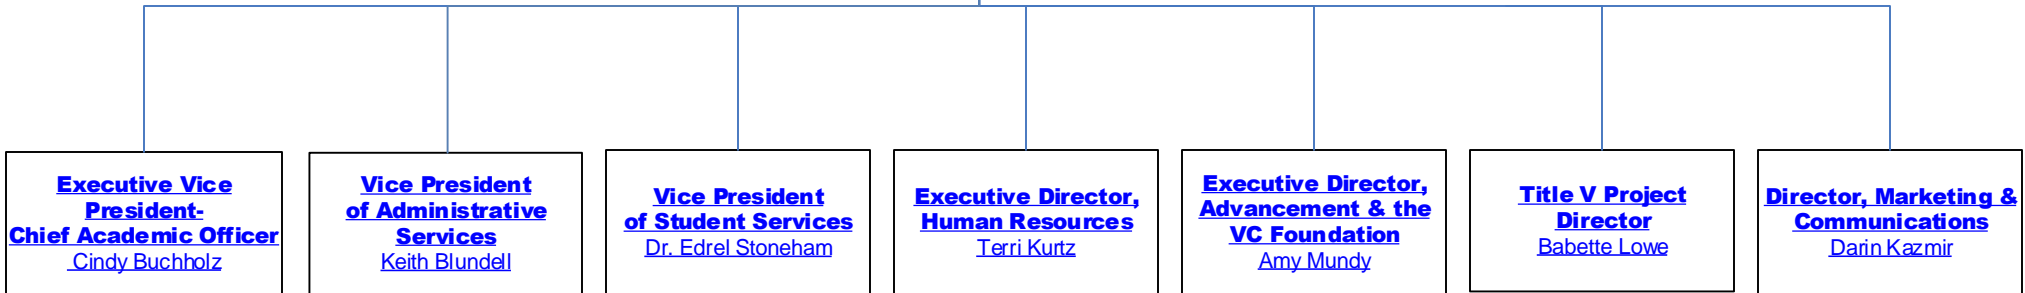 Executive Vice
President-
Chief Academic Officer
Cindy Buchholz
Vice President
of Administrative
Services
Keith Blundell
Vice President
of Student Services
Dr. Edrel Stoneham
Executive Director,
Human Resources
Terri Kurtz
Executive Director,
Advancement & the
VC Foundation
Amy Mundy
Title V Project
Director
Babette Lowe
Director, Marketing &
Communications
Darin Kazmir